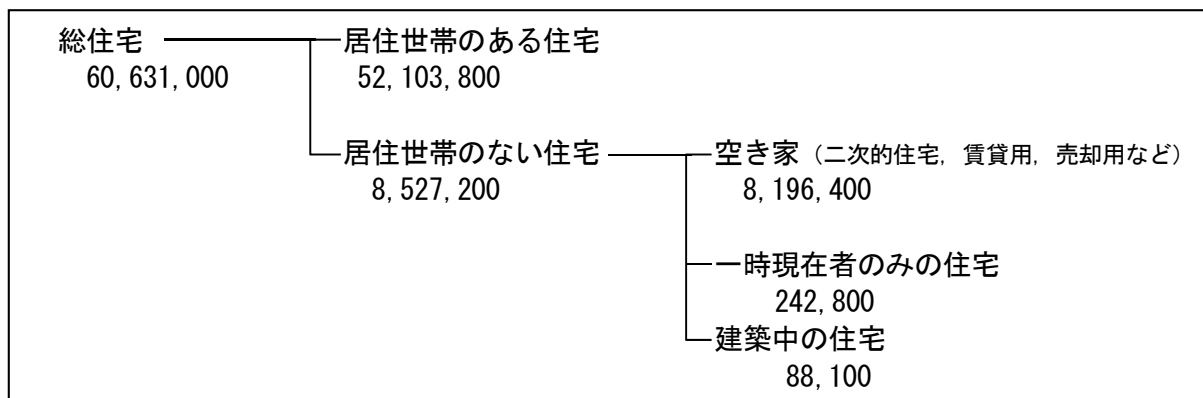 総住宅 居住世帯のある住宅
60,631,000 52,103,800
居住世帯のない住宅 空き家（二次的住宅，賃貸用，売却用など）
8,527,200 8,196,400
一時現在者のみの住宅
242,800
建築中の住宅
88,100